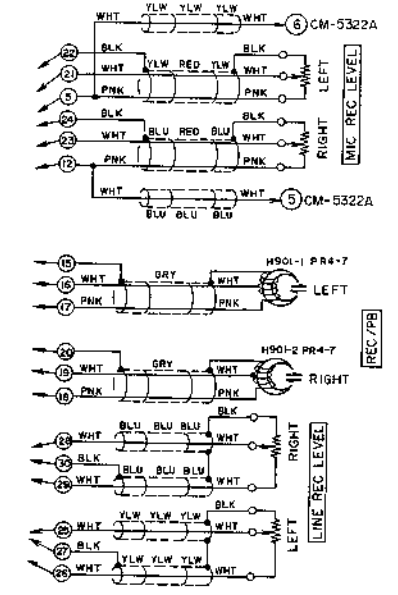 YLW YLW YLW
WHT WHT 6 CM-5322A
22 BLK BLK
21 WHT YLW RED YLW WHT LEFT
5 PNK PNK
24 BLK BLK
23 WHT BLU RED BLU WHT RIGHT
12 PNK PNK
MIC REC LEVEL
WHT WHT 5 CM-5322A
BLU BLU BLU
15 GRY H901-1 PR4-7
16 WHT WHT LEFT
17 PNK PNK
REC/PB
20 GRY H901-2 PR4-7
19 WHT WHT RIGHT
18 PNK PNK
BLK
28 WHT BLU BLU BLU WHT RIGHT
30 BLK
29 WHT BLU BLU BLU WHT
LINE REC LEVEL
YLW YLW YLW BLK
25 WHT WHT LEFT
27 BLK
YLW YLW YLW
26 WHT WHT